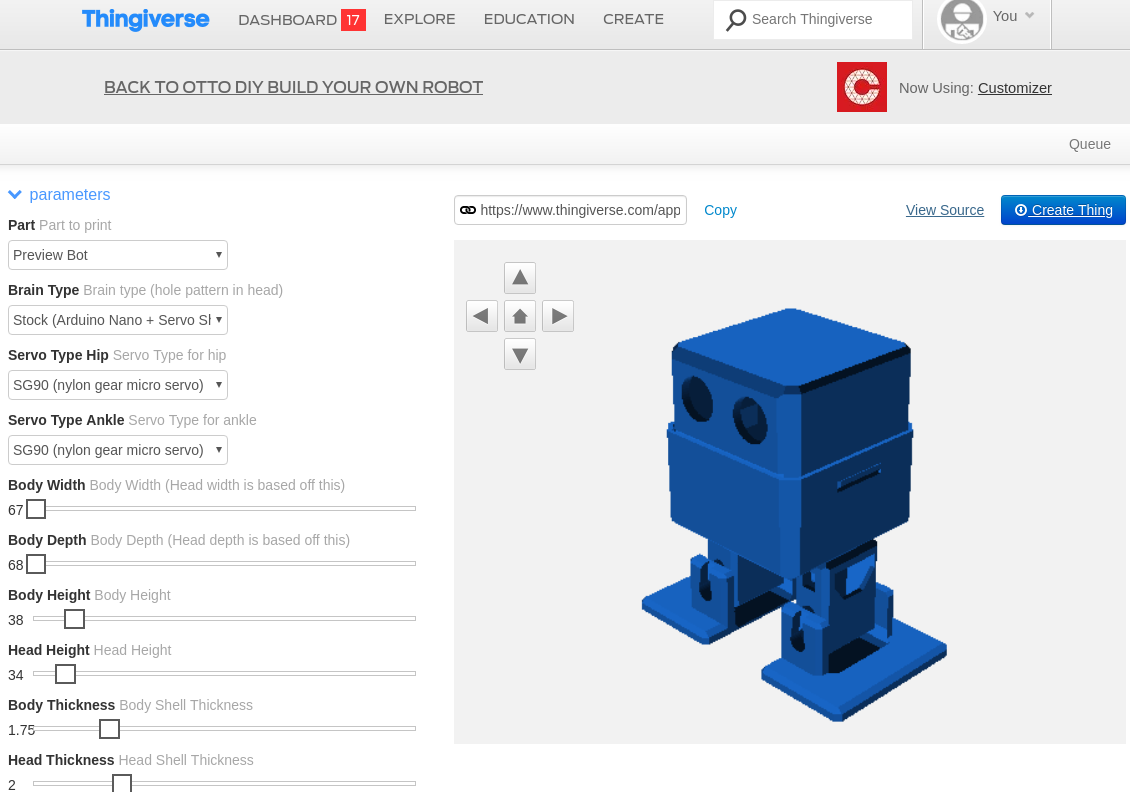 Thingiverse DASHBOARD 17 EXPLORE EDUCATION CREATE Search Thingiverse You
BACK TO OTTO DIY BUILD YOUR OWN ROBOT
Now Using: Customizer
Queue
parameters
Part Part to print
Preview Bot
Brain Type Brain type (hole pattern in head)
Stock (Arduino Nano + Servo Sh
Servo Type Hip Servo Type for hip
SG90 (nylon gear micro servo)
Servo Type Ankle Servo Type for ankle
SG90 (nylon gear micro servo)
Body Width Body Width (Head width is based off this)
67
Body Depth Body Depth (Head depth is based off this)
68
Body Height Body Height
38
Head Height Head Height
34
Body Thickness Body Shell Thickness
1.75
Head Thickness Head Shell Thickness
2
https://www.thingiverse.com/app Copy View Source Create Thing